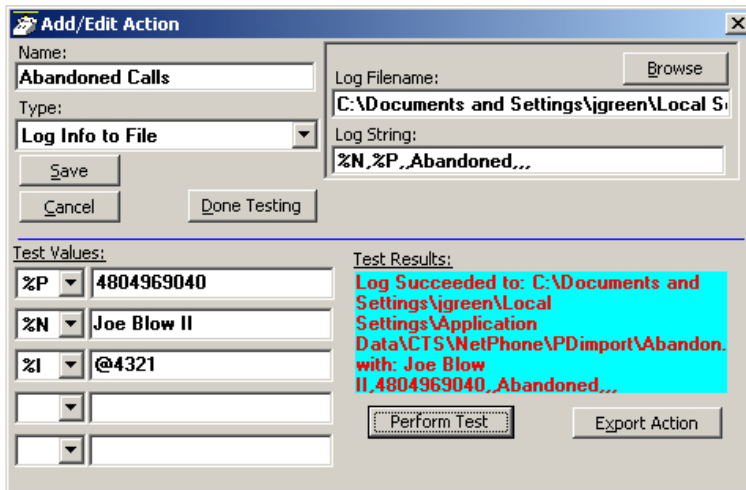 Add/Edit Action
Name:
Abandoned Calls
Type:
Log Info to File
Save
Cancel
Done Testing
Browse
Log Filename:
C:\Documents and Settings\jgreen\Local S
Log String:
%N,%P,,Abandoned,,,
Test Values:
%P 4804969040
%N Joe Blow II
%I @4321
Test Results:
Log Succeeded to: C:\Documents and
Settings\jgreen\Local
Settings\Application
Data\CTS\NetPhone\PDimport\Abandon.
with: Joe Blow
II,4804969040,,Abandoned,,,
Perform Test
Export Action